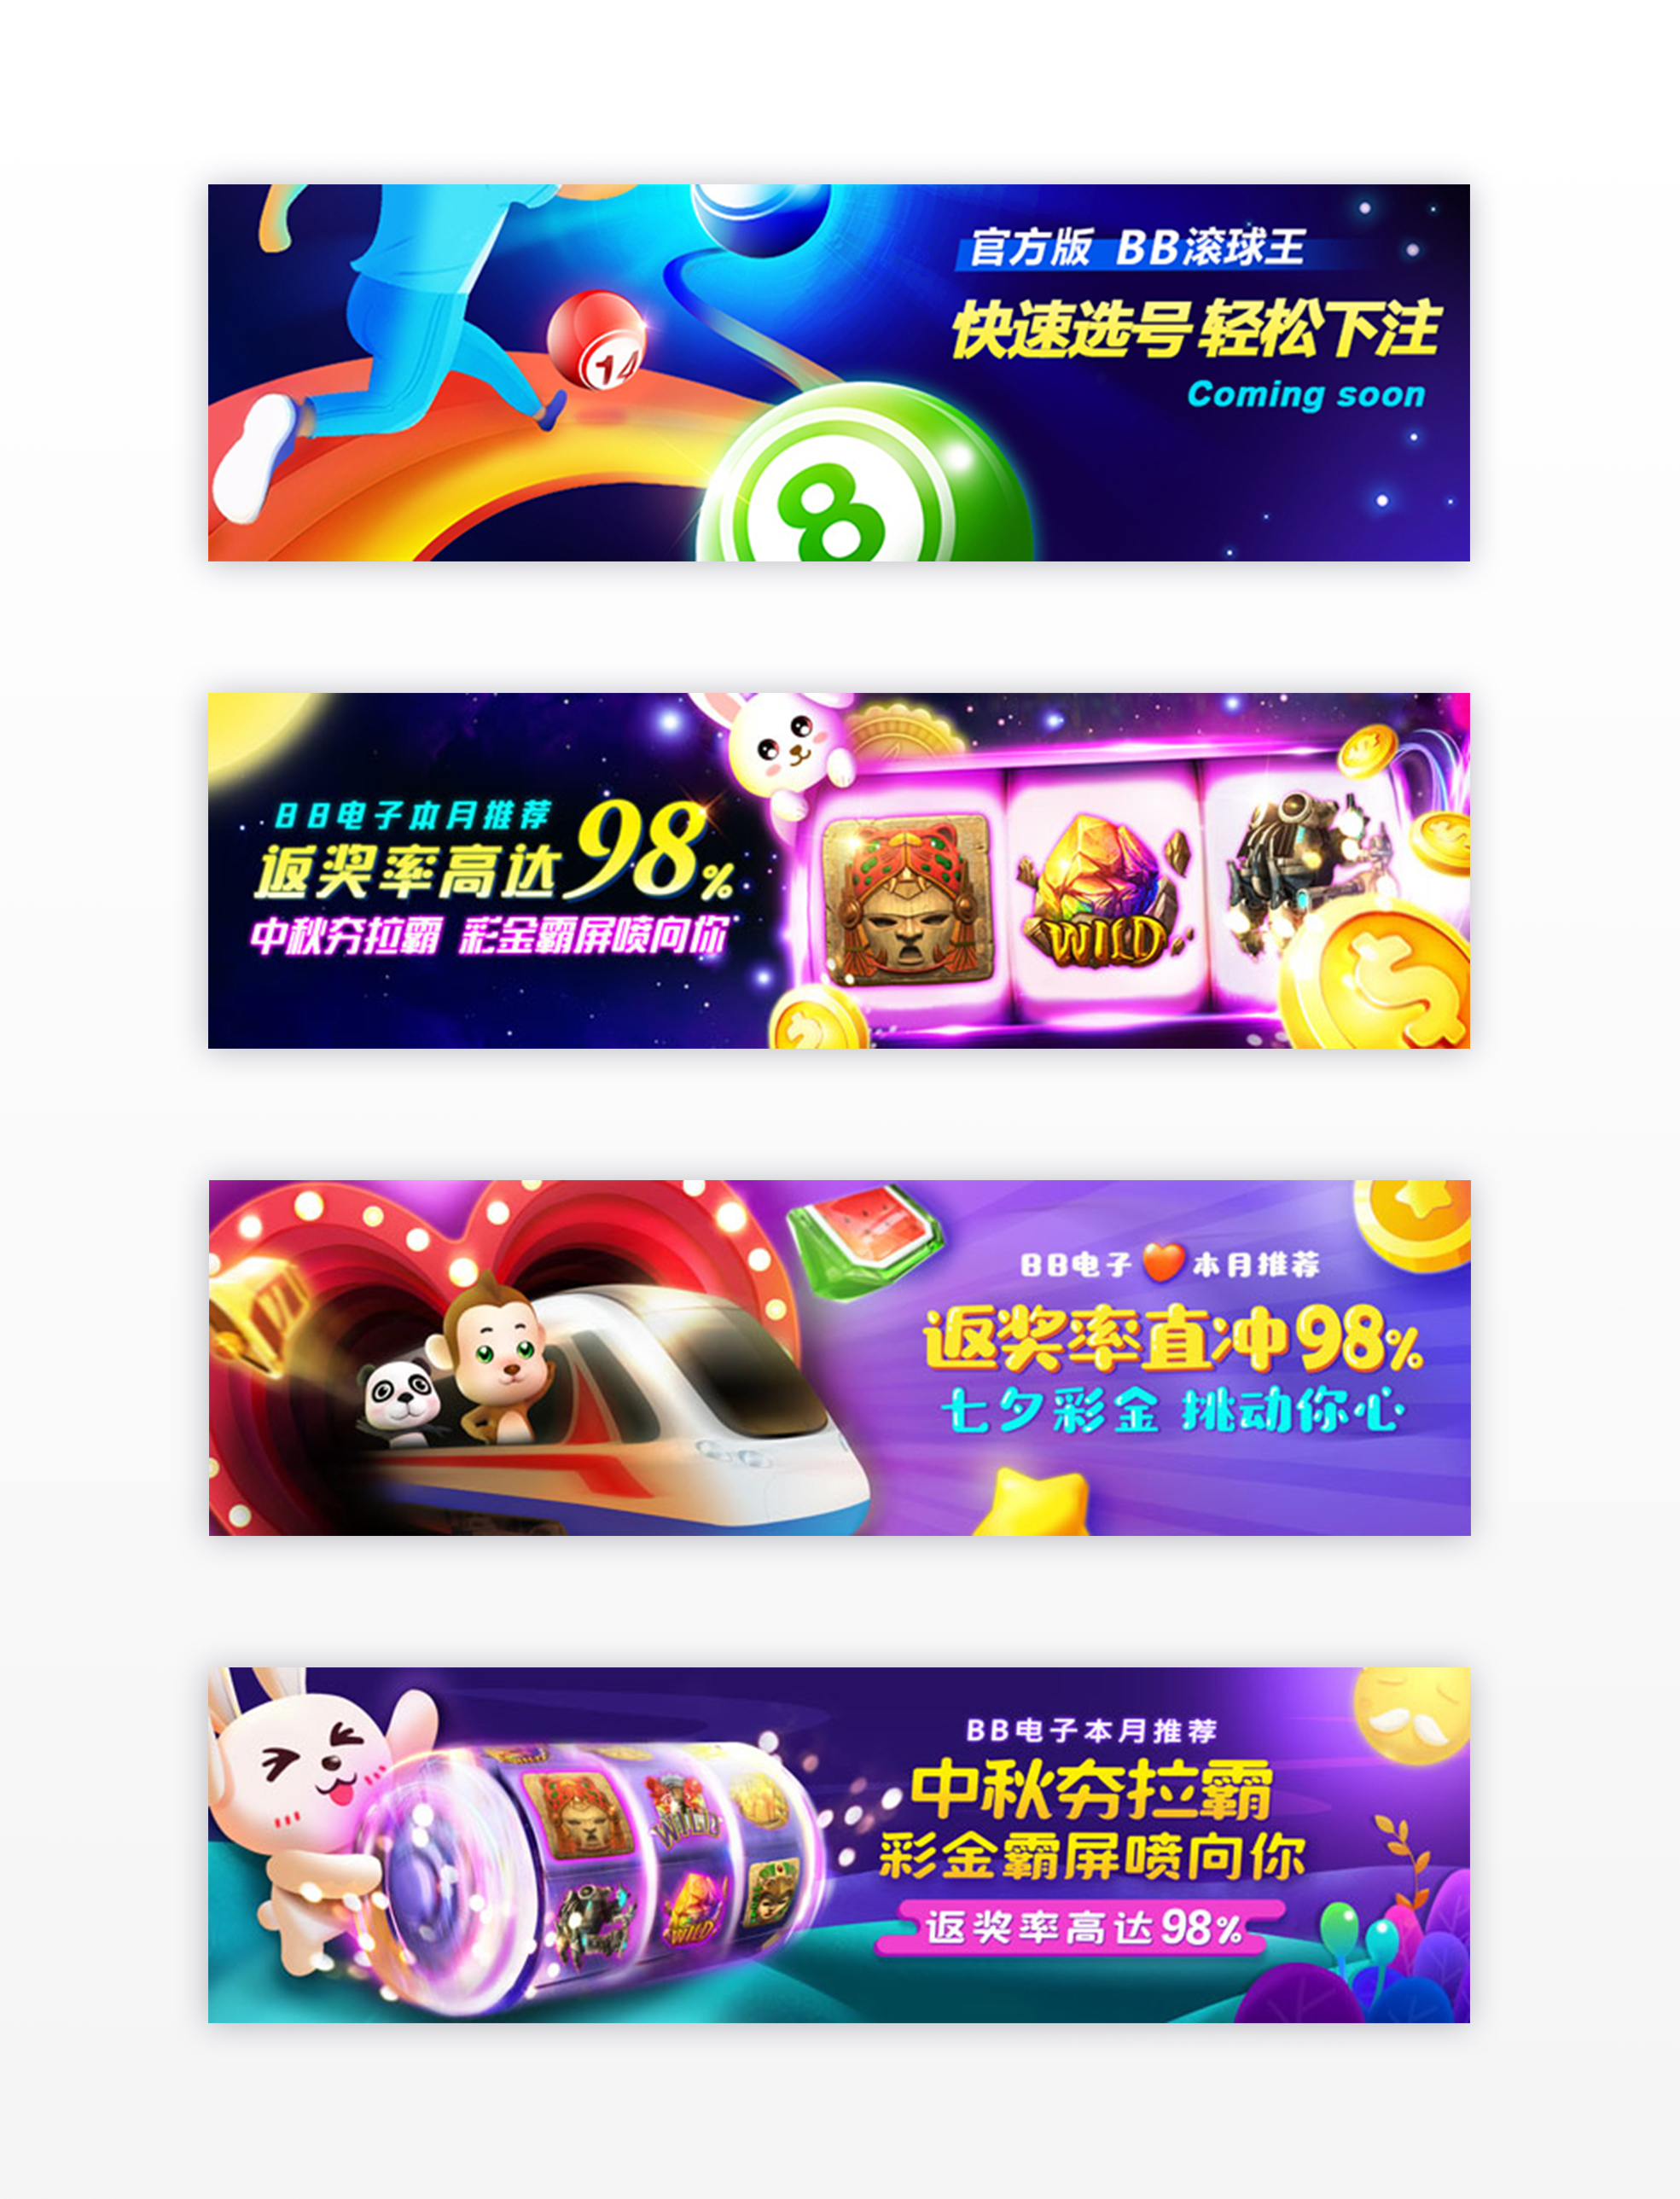 官方版 BB滚球王
快速选号 轻松下注
Coming soon
14
8
BB电子本月推荐
返奖率高达98%
中秋夯拉霸 彩金霸屏喷向你
WILD
BB电子 本月推荐
返奖率直冲98%
七夕彩金 挑动你心
BB电子本月推荐
中秋夯拉霸
彩金霸屏喷向你
返奖率高达98%
WILD
WILD